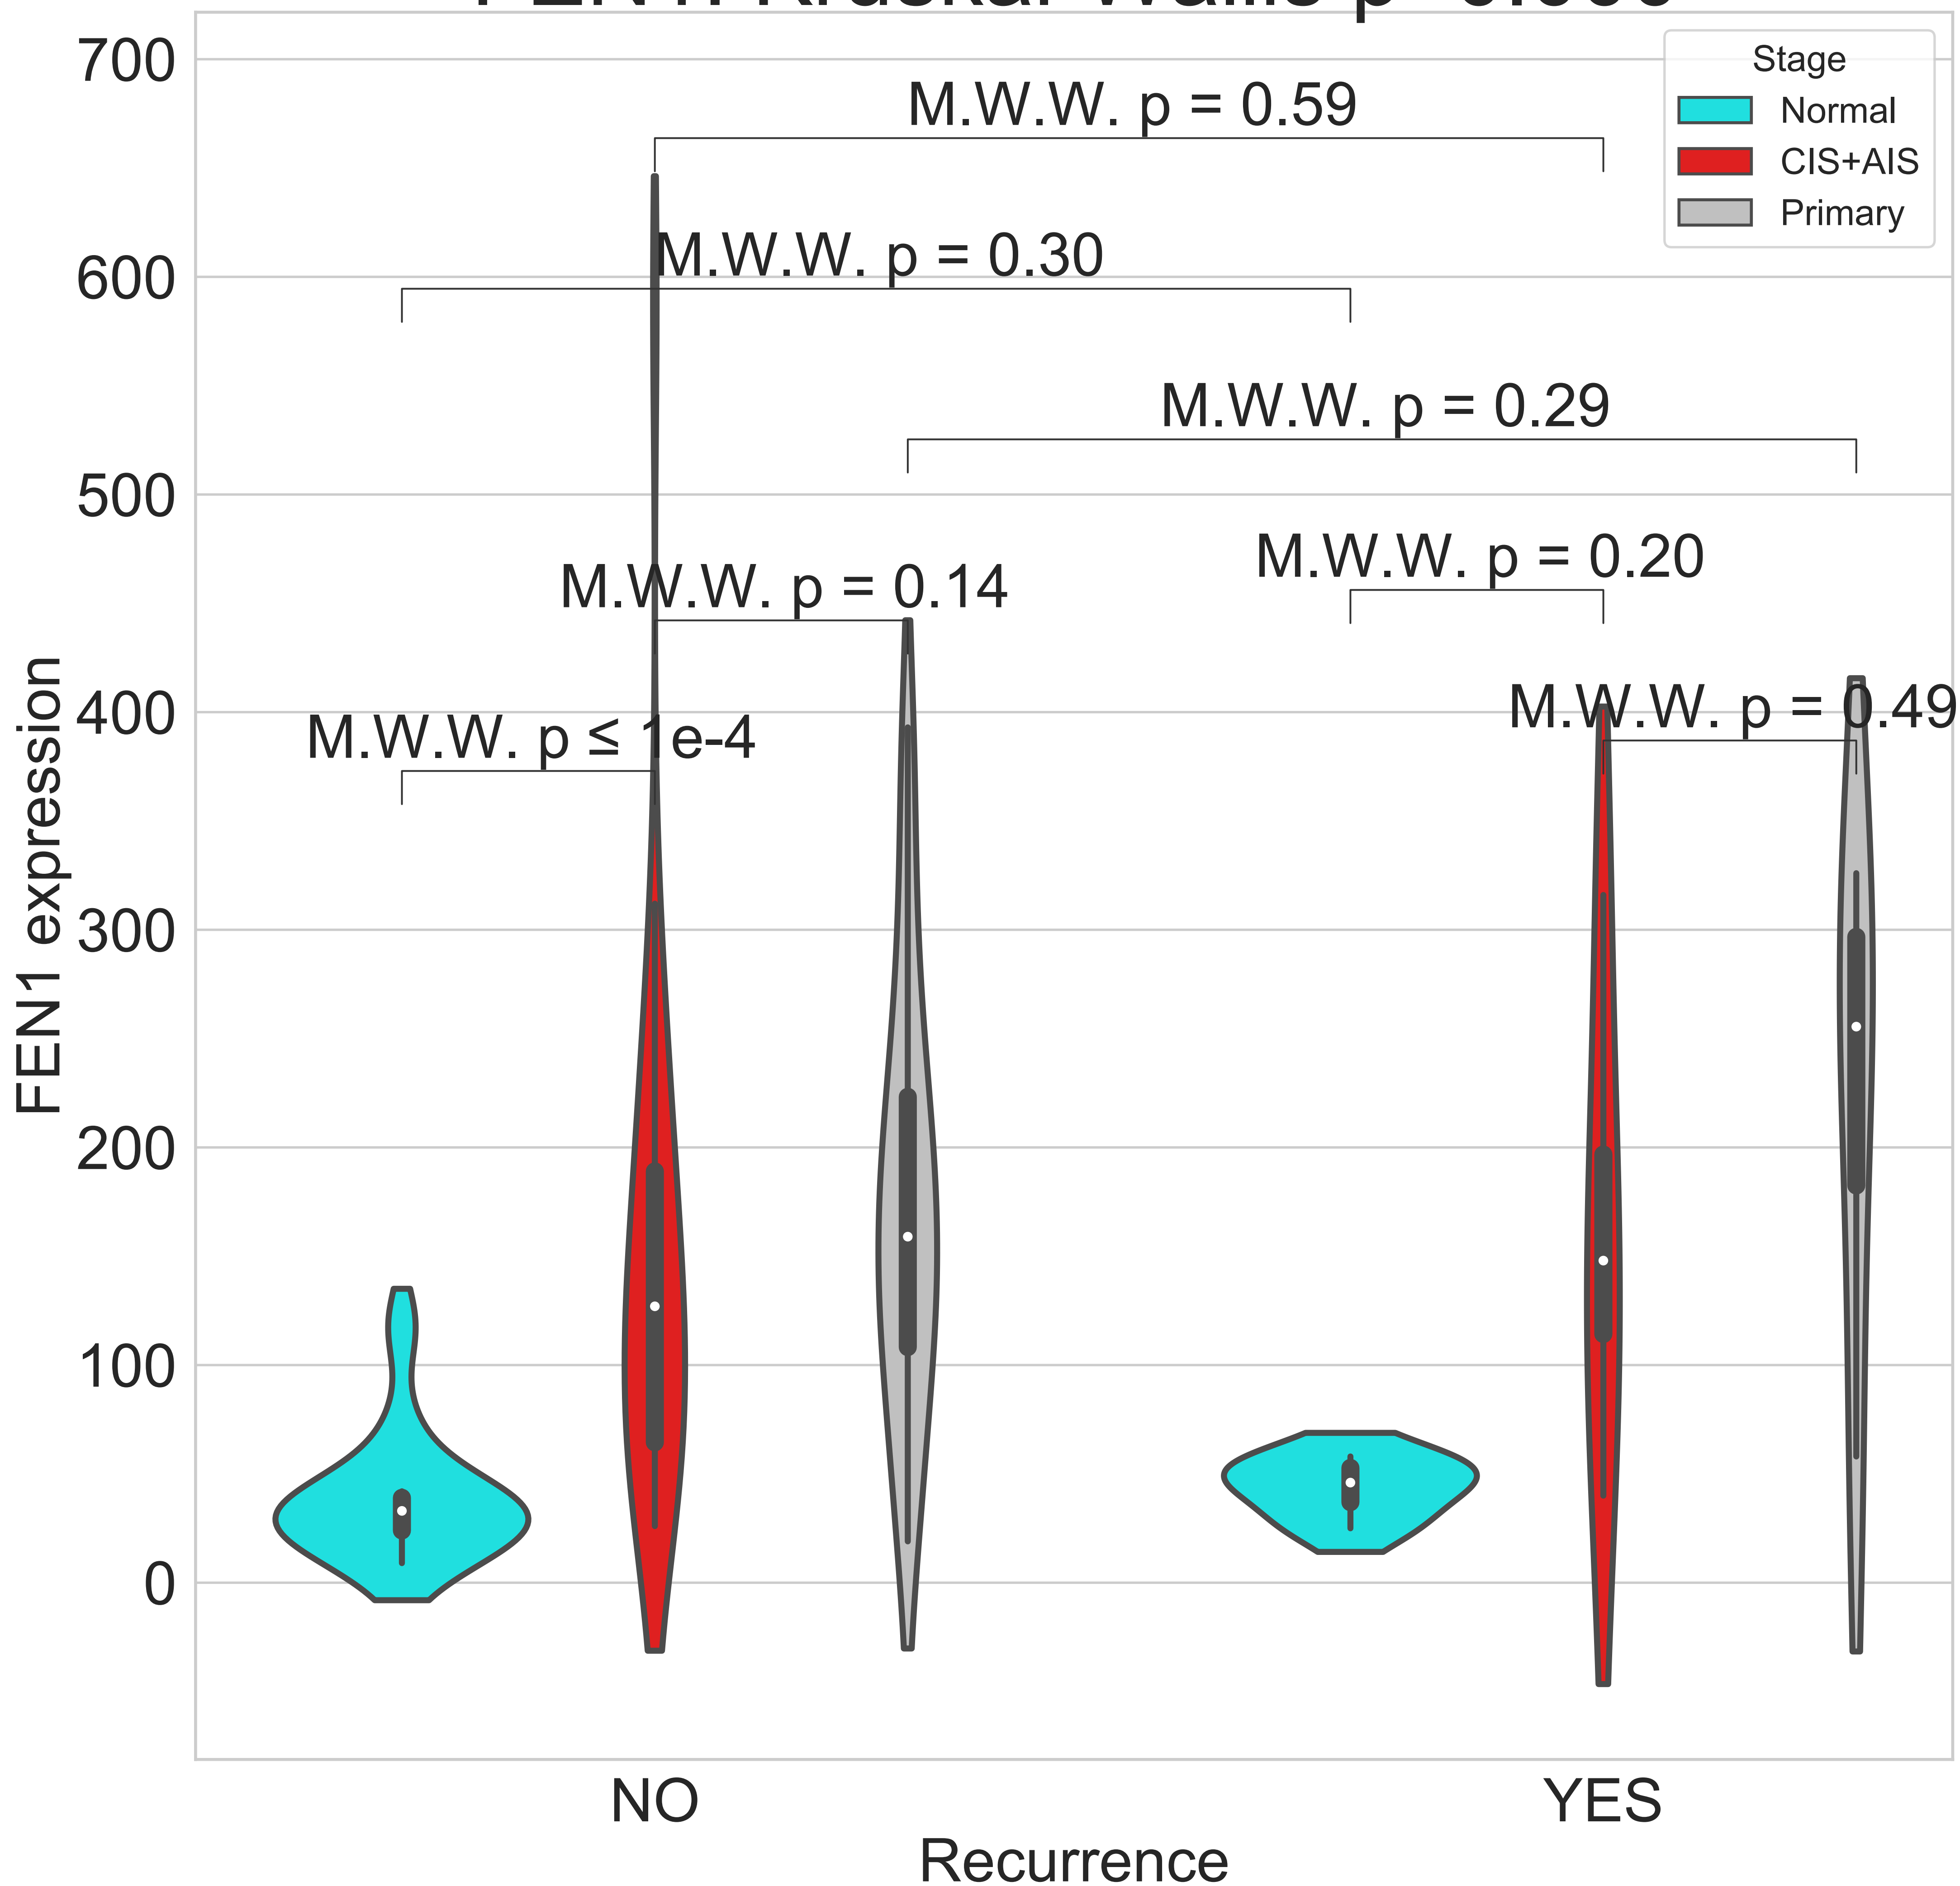 700
600
500
400
300
200
100
0
FEN1 expression
M.W.W. p = 0.59
M.W.W. p = 0.30
M.W.W. p = 0.29
M.W.W. p = 0.20
M.W.W. p = 0.14
M.W.W. p = 0.49
M.W.W. p ≤ 1e-4
Stage
Normal
CIS+AIS
Primary
NO
YES
Recurrence